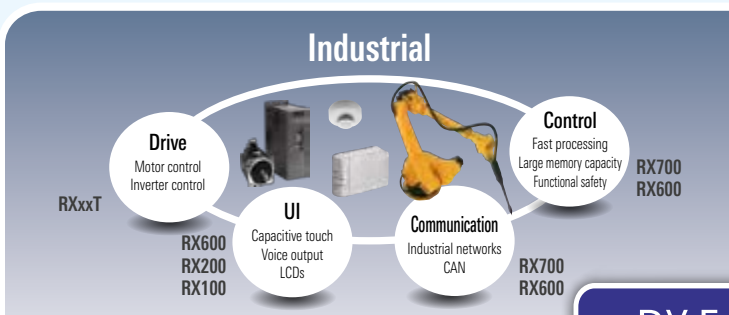 Industrial
Drive
Motor control
Inverter control
RXxxT
UI
Capacitive touch
Voice output
LCDs
RX600
RX200
RX100
Communication
Industrial networks
CAN
RX700
RX600
Control
Fast processing
Large memory capacity
Functional safety
RX700
RX600